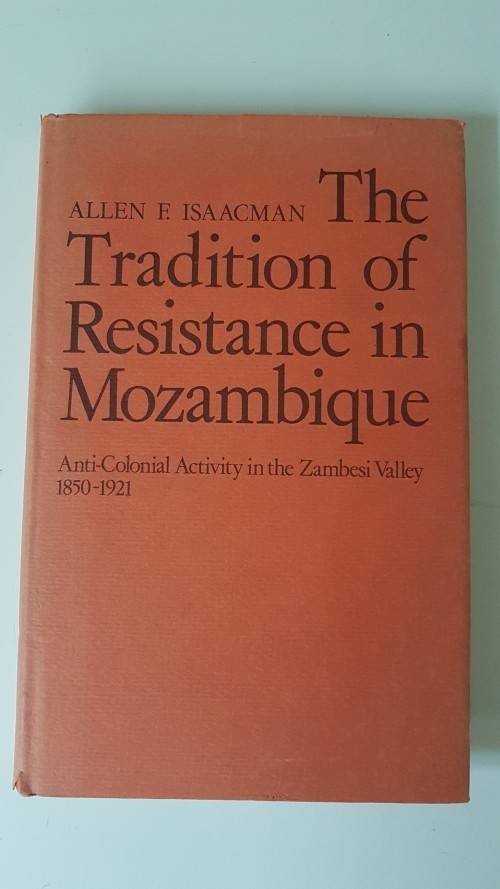 ALLEN F. ISAACMAN The
Tradition of
Resistance in
Mozambique
Anti-Colonial Activity in the Zambesi Valley
1850-1921